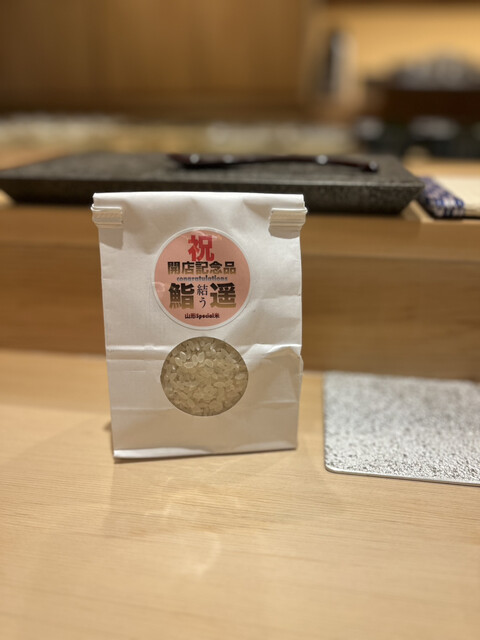 祝
開店記念品
congratulations
鮨 結う 遥
山形Special米